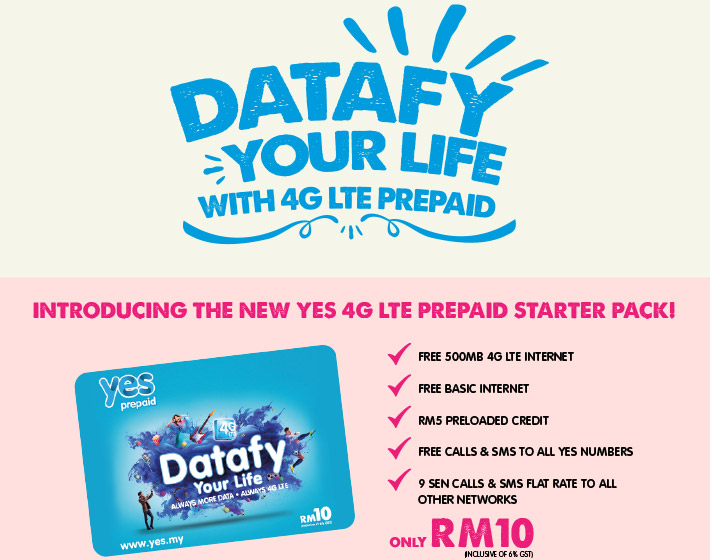 DATAFY
YOUR LIFE
WITH 4G LTE PREPAID
INTRODUCING THE NEW YES 4G LTE PREPAID STARTER PACK!
yes
prepaid
4G
Datafy
Your Life
ALWAYS MORE DATA • ALWAYS 4G LTE
RM10
www.yes.my
FREE 500MB 4G LTE INTERNET
FREE BASIC INTERNET
RM5 PRELOADED CREDIT
FREE CALLS & SMS TO ALL YES NUMBERS
9 SEN CALLS & SMS FLAT RATE TO ALL
OTHER NETWORKS
ONLY RM10
(INCLUSIVE OF 6% GST)